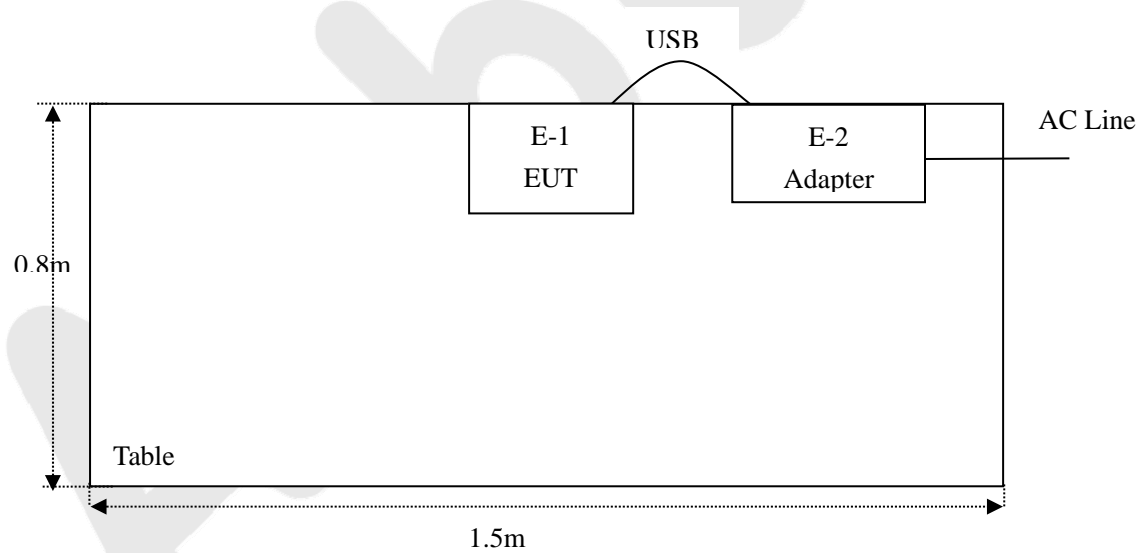 USB
E-1
EUT
E-2
Adapter
AC Line
0.8m
Table
1.5m